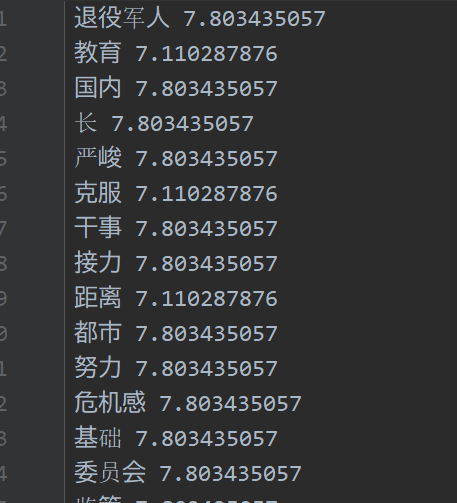 1 退役军人 7.803435057
2 教育 7.110287876
3 国内 7.803435057
4 长 7.803435057
5 严峻 7.803435057
6 克服 7.110287876
7 干事 7.803435057
8 接力 7.803435057
9 距离 7.110287876
0 都市 7.803435057
1 努力 7.803435057
2 危机感 7.803435057
3 基础 7.803435057
4 委员会 7.803435057